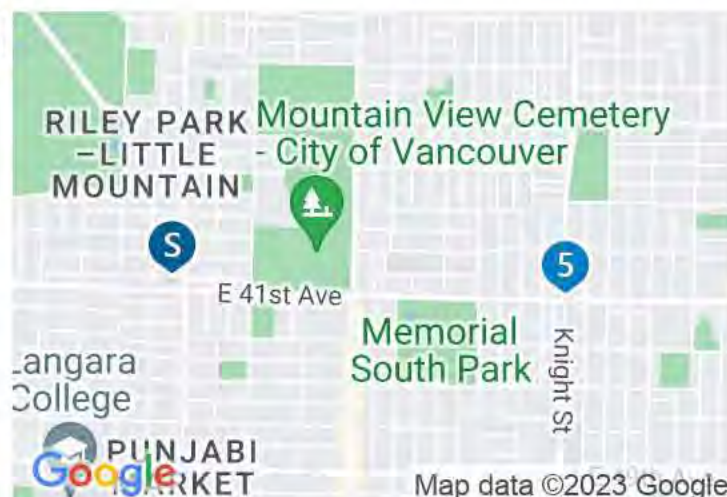 RILEY PARK
–LITTLE
MOUNTAIN
Mountain View Cemetery
- City of Vancouver
S
5
E 41st Ave
Memorial
South Park
Knight St
Langara
College
PUNJABI
MARKET
Google
Map data ©2023 Google